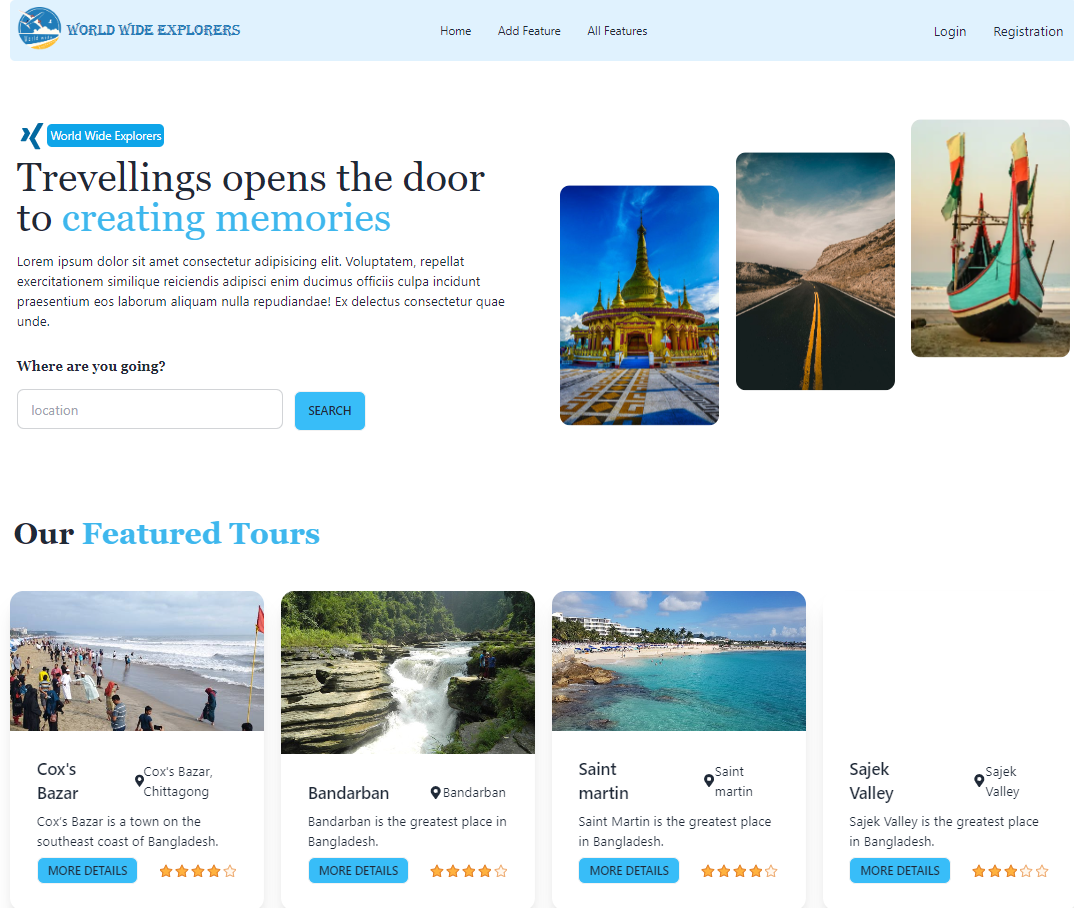 WORLD WIDE EXPLORERS
Home Add Feature All Features
Login Registration
World Wide Explorers
Trevellings opens the door
to creating memories
Lorem ipsum dolor sit amet consectetur adipisicing elit. Voluptatem, repellat
exercitationem similique reiciendis adipisci enim ducimus officiis culpa incidunt
praesentium eos laborum aliquam nulla repudiandae! Ex delectus consectetur quae
unde.
Where are you going?
location
SEARCH
Our Featured Tours
Cox's
Bazar
Cox's Bazar,
Chittagong
Cox's Bazar is a town on the
southeast coast of Bangladesh.
MORE DETAILS
Bandarban
Bandarban
Bandarban is the greatest place in
Bangladesh.
MORE DETAILS
Saint
martin
Saint
martin
Saint Martin is the greatest place
in Bangladesh.
MORE DETAILS
Sajek
Valley
Sajek
Valley
Sajek Valley is the greatest place
in Bangladesh.
MORE DETAILS